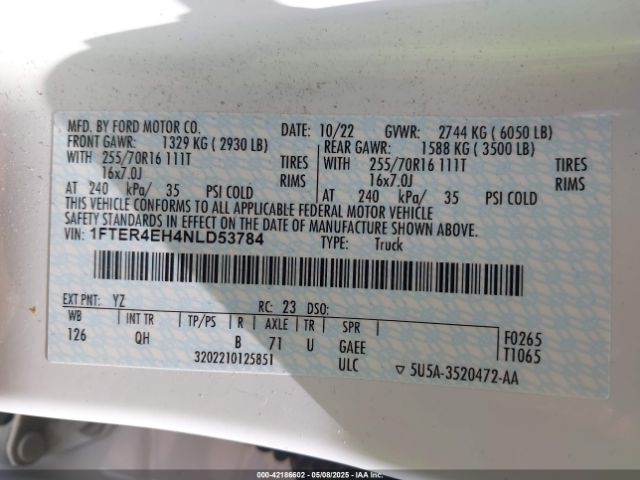 MFD. BY FORD MOTOR CO. DATE: 10/22 GVWR: 2744 KG ( 6050 LB)
FRONT GAWR: 1329 KG ( 2930 LB) REAR GAWR: 1588 KG ( 3500 LB)
WITH 255/70R16 111T TIRES WITH 255/70R16 111T TIRES
16x7.0J RIMS 16x7.0J RIMS
AT 240 kPa/ 35 PSI COLD AT 240 kPa/ 35 PSI COLD
THIS VEHICLE CONFORMS TO ALL APPLICABLE FEDERAL MOTOR VEHICLE
SAFETY STANDARD IN EFFECT ON THE DATE OF MANUFACTURE SHOWN ABOVE.
VIN: 1FTER4EH4NLD53784 TYPE: Truck
EXT PNT: YZ RC: 23 DSO:
WB INT TR TP/PS R AXLE TR SPR F0265
126 QH B 71 U GAEE T1065
3202210125851 ULC ▽ 5U5A-3520472-AA
000-42186602 - 05/08/2025 - IAAI.COM